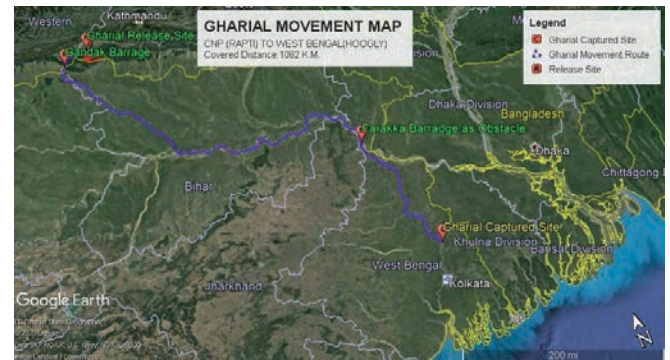 GHARIAL MOVEMENT MAP
CNP (RAPTI) TO WEST BENGAL(HOOGLY)
Covered Distance:1092 K.M.
Legend
Gharial Captured Site
Gharial Movement Route
Release Site
Western
Kathmandu
Gharial Release Site
Gandak Barrage
Division
Dhaka Division
Bangladesh
Farakka Barradge as Obstacle
Dhaka
Chittagong
Bihar
Gharial Captured Site
Khulna Division
Barisal Division
West Bengal
Jharkhand
Kolkata
Google Earth
N
200 mi